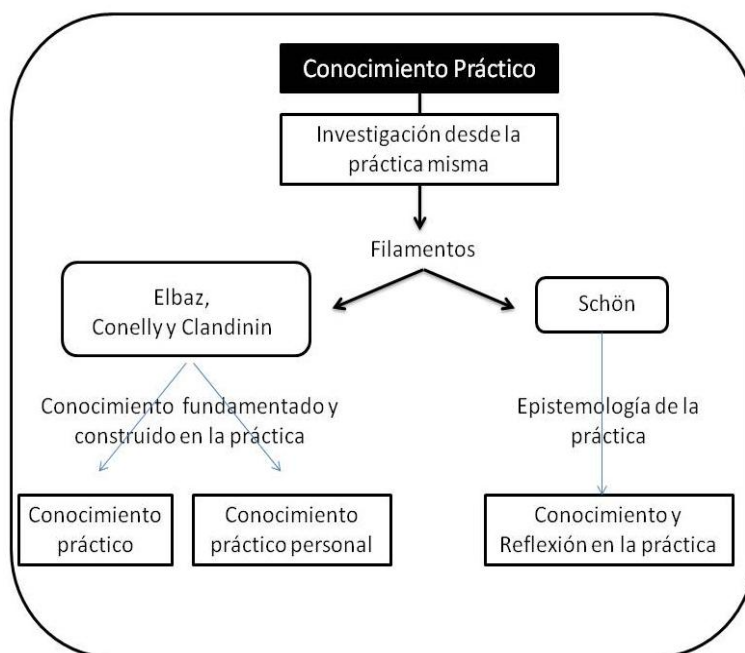 Conocimiento Práctico
Investigación desde la
práctica misma
Filamentos
Elbaz,
Conelly y Clandinin
Schön
Conocimiento fundamentado y
construido en la práctica
Epistemología de la
práctica
Conocimiento
práctico
Conocimiento
práctico personal
Conocimiento y
Reflexión en la práctica